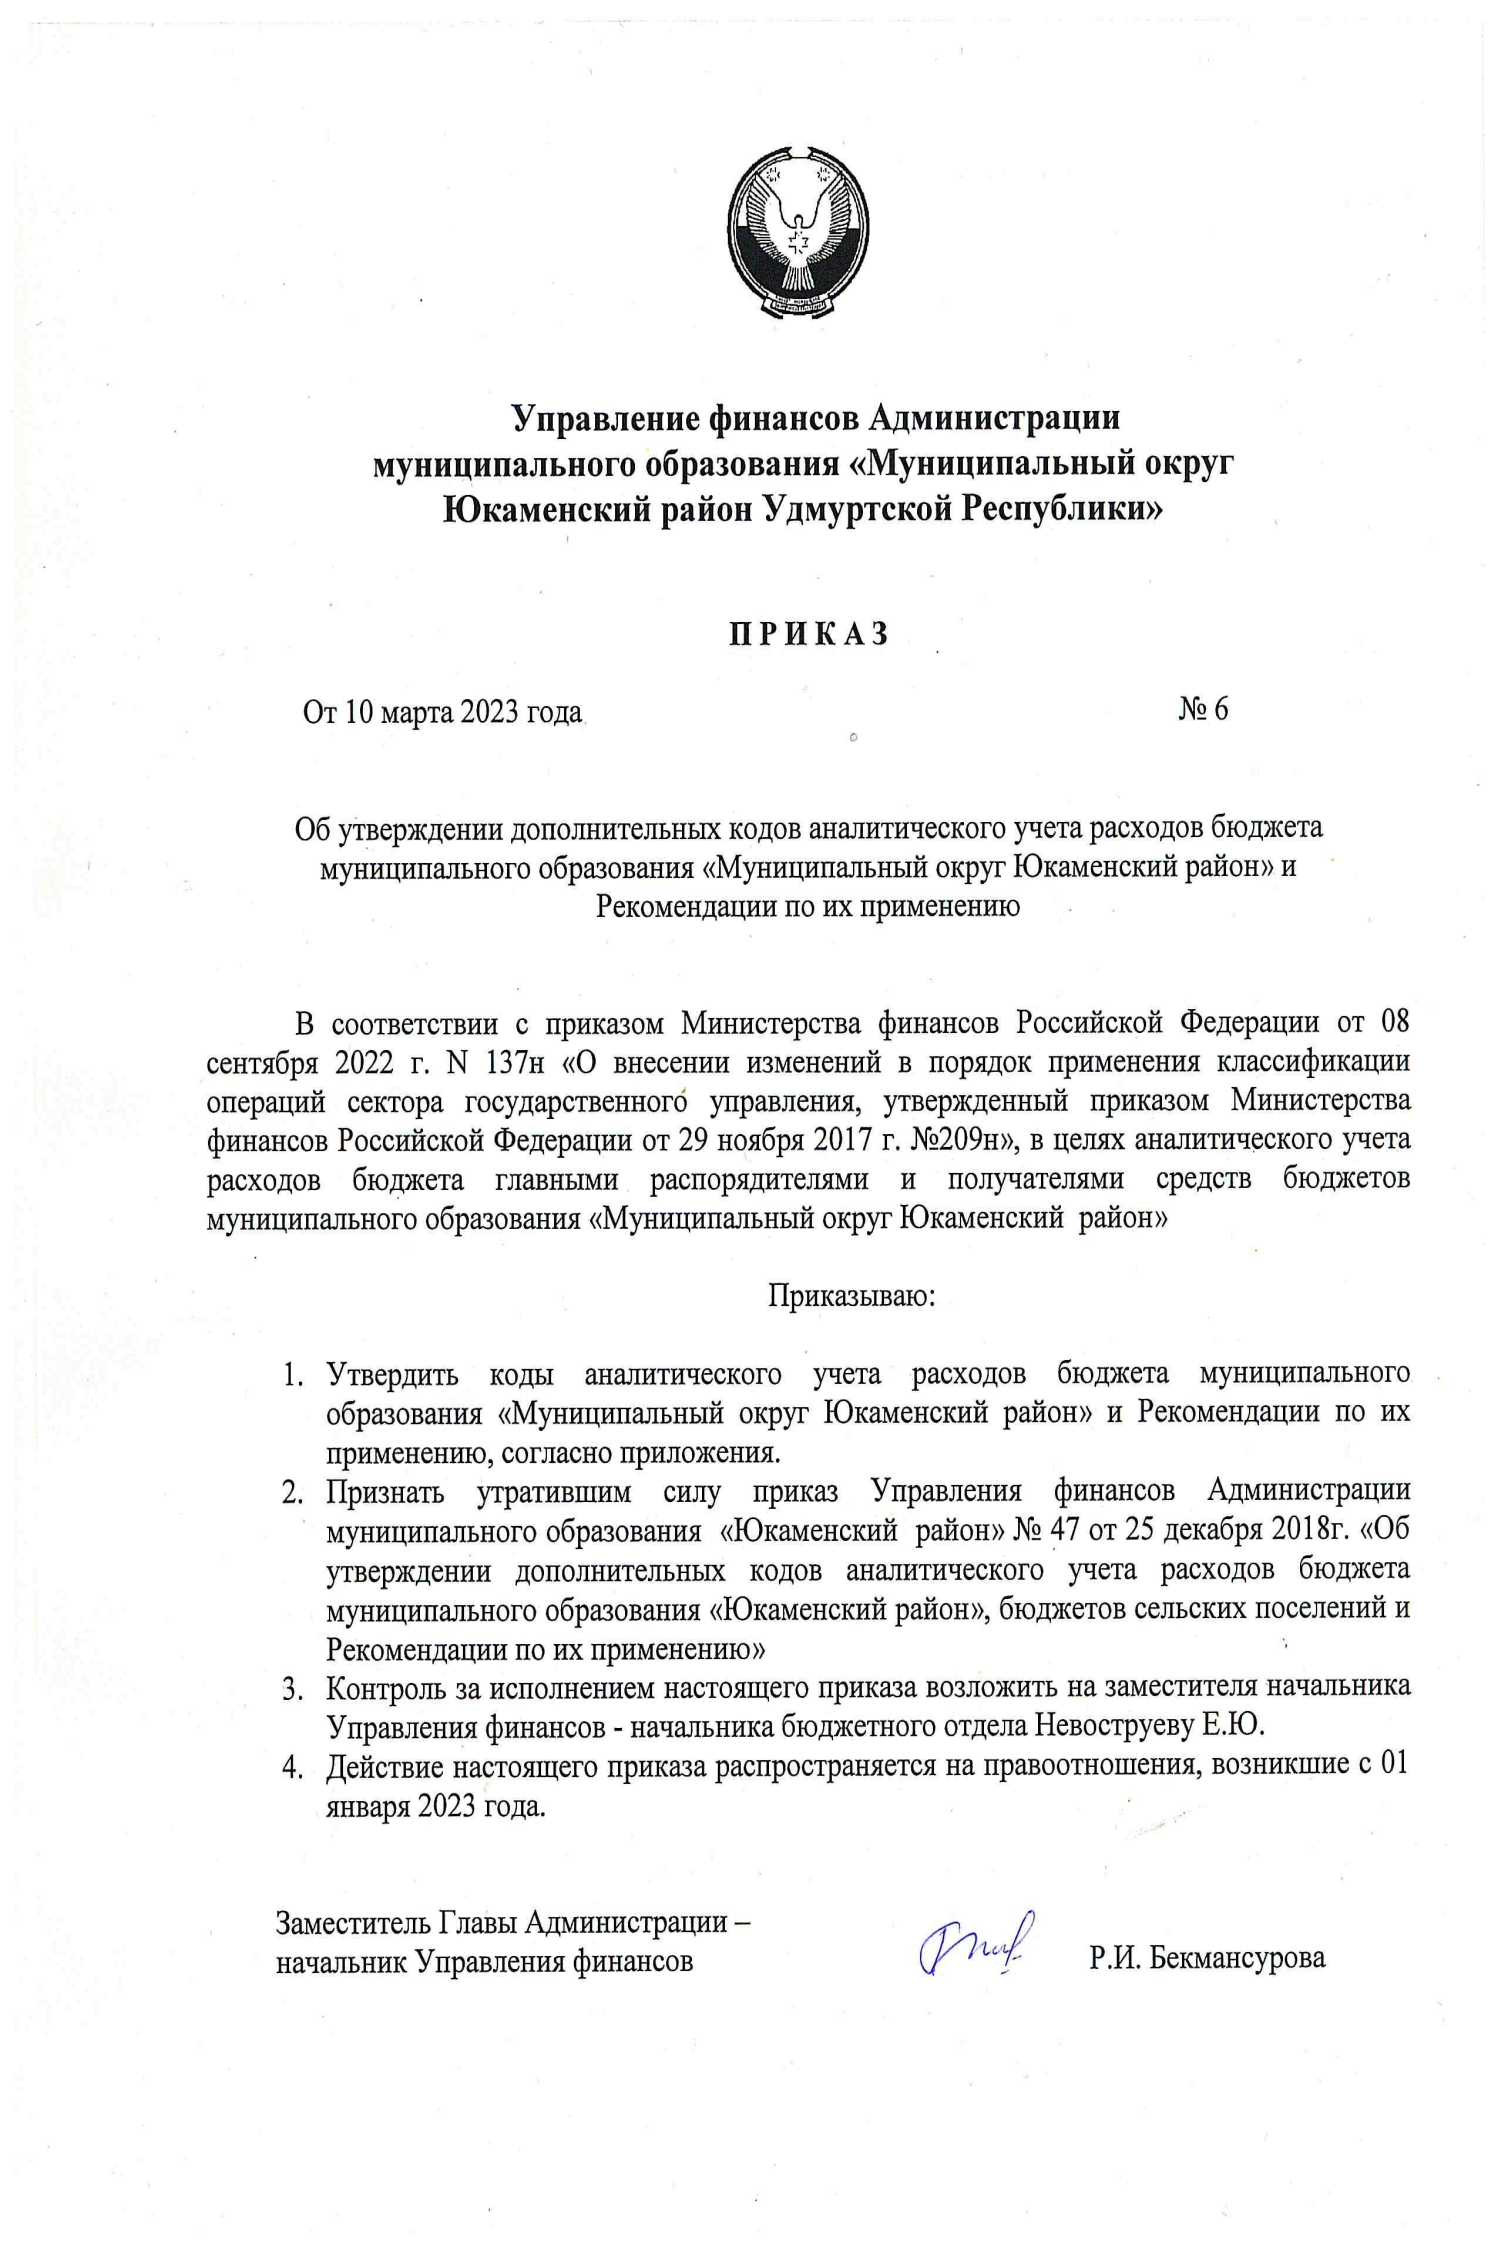 Управление финансов Администрации
муниципального образования «Муниципальный округ
Юкаменский район Удмуртской Республики»
П Р И К А З
От 10 марта 2023 года № 6
Об утверждении дополнительных кодов аналитического учета расходов бюджета
муниципального образования «Муниципальный округ Юкаменский район» и
Рекомендации по их применению
В соответствии с приказом Министерства финансов Российской Федерации от 08
сентября 2022 г. N 137н «О внесении изменений в порядок применения классификации
операций сектора государственного управления, утвержденный приказом Министерства
финансов Российской Федерации от 29 ноября 2017 г. №209н», в целях аналитического учета
расходов бюджета главными распорядителями и получателями средств бюджетов
муниципального образования «Муниципальный округ Юкаменский район»
Приказываю:
1. Утвердить коды аналитического учета расходов бюджета муниципального
образования «Муниципальный округ Юкаменский район» и Рекомендации по их
применению, согласно приложения.
2. Признать утратившим силу приказ Управления финансов Администрации
муниципального образования «Юкаменский район» № 47 от 25 декабря 2018г. «Об
утверждении дополнительных кодов аналитического учета расходов бюджета
муниципального образования «Юкаменский район», бюджетов сельских поселений и
Рекомендации по их применению»
3. Контроль за исполнением настоящего приказа возложить на заместителя начальника
Управления финансов - начальника бюджетного отдела Невоструеву Е.Ю.
4. Действие настоящего приказа распространяется на правоотношения, возникшие с 01
января 2023 года.
Заместитель Главы Администрации –
начальник Управления финансов Р.И. Бекмансурова